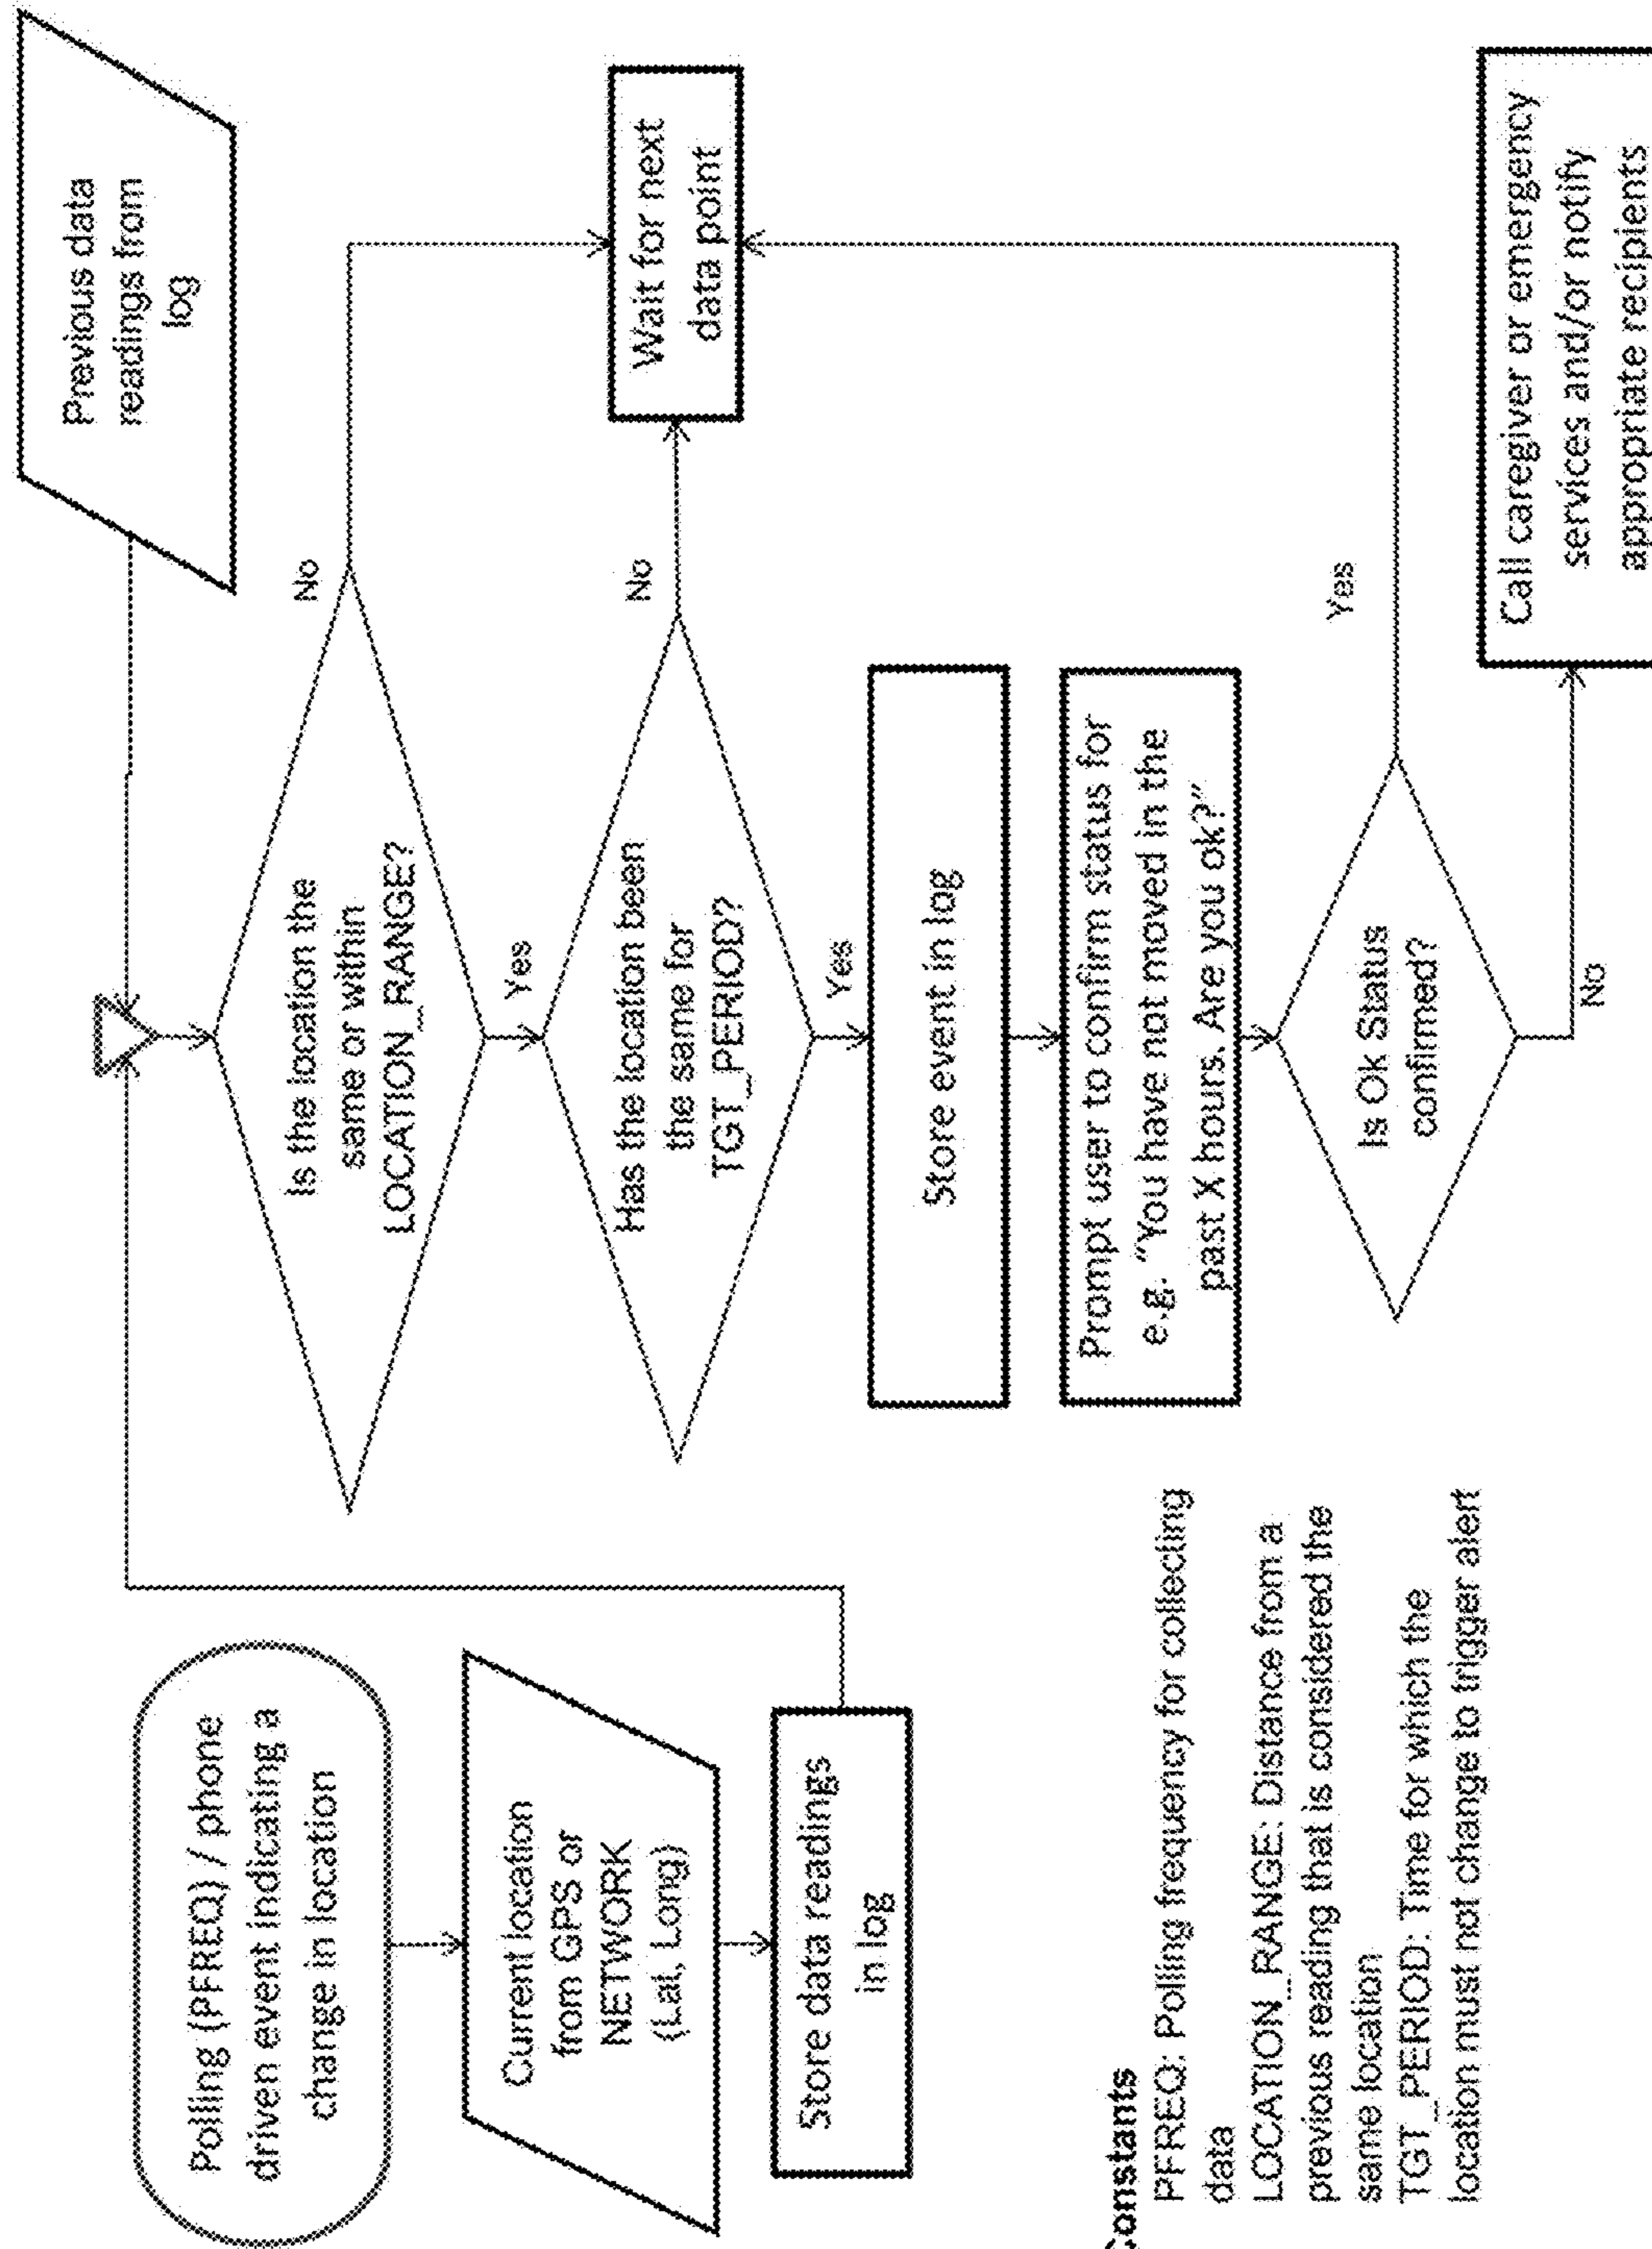 Polling (PFREQ) / phone
driven event indicating a
change in location
Current location
from GPS or
NETWORK
(Lat, Long)
Store data readings
in log
Previous data
readings from
log
Is the location the
same or within
LOCATION_RANGE?
No
Yes
Has the location been
the same for
TGT_PERIOD?
No
Yes
Wait for next
data point
Store event in log
Prompt user to confirm status for
e.g. “You have not moved in the
past X hours. Are you ok?”
Is Ok Status
confirmed?
Yes
No
Call caregiver or emergency
services and/or notify
appropriate recipients
Constants
PFREQ: Polling frequency for collecting
data
LOCATION_RANGE: Distance from a
previous reading that is considered the
same location
TGT_PERIOD: Time for which the
location must not change to trigger alert